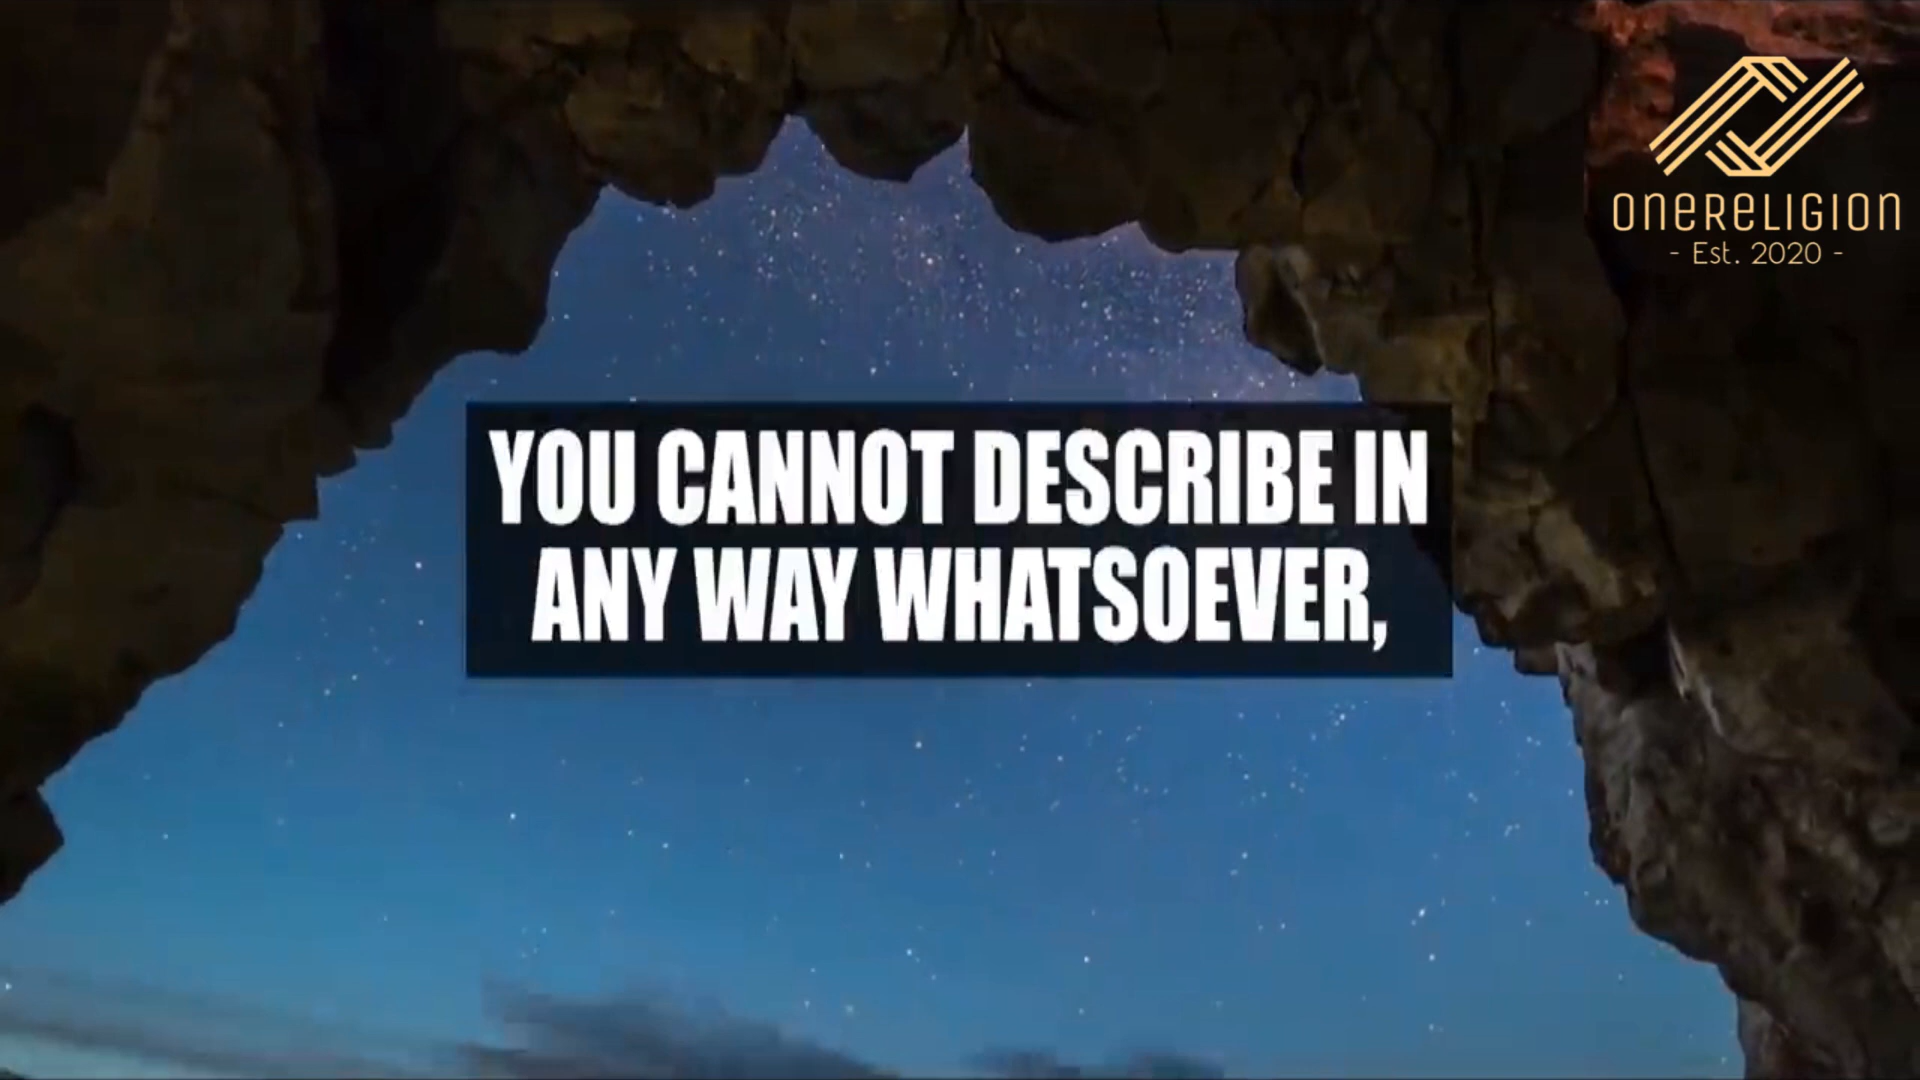 ONERELIGION
- Est. 2020 -
YOU CANNOT DESCRIBE IN
ANY WAY WHATSOEVER,